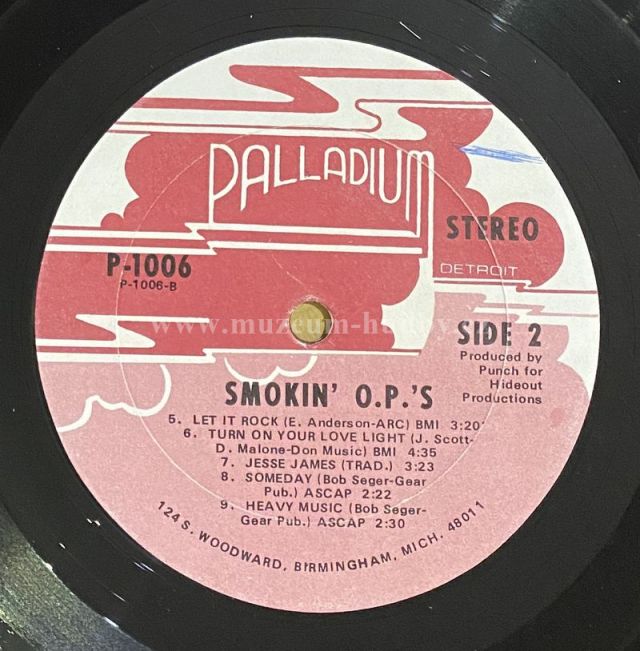 PALLADIUM
STEREO
P-1006
P-1006-B
DETROIT
SIDE 2
Produced by
Punch for
Hideout
Productions
SMOKIN' O.P.'S
5. LET IT ROCK (E. Anderson-ARC) BMI 3:20
6. TURN ON YOUR LOVE LIGHT (J. Scott-
D. Malone-Don Music) BMI 4:35
7. JESSE JAMES (TRAD.) 3:23
8. SOMEDAY (Bob Seger-Gear
Pub.) ASCAP 2:22
9. HEAVY MUSIC (Bob Seger-
Gear Pub.) ASCAP 2:30
124 S. WOODWARD, BIRMINGHAM, MICH. 48011